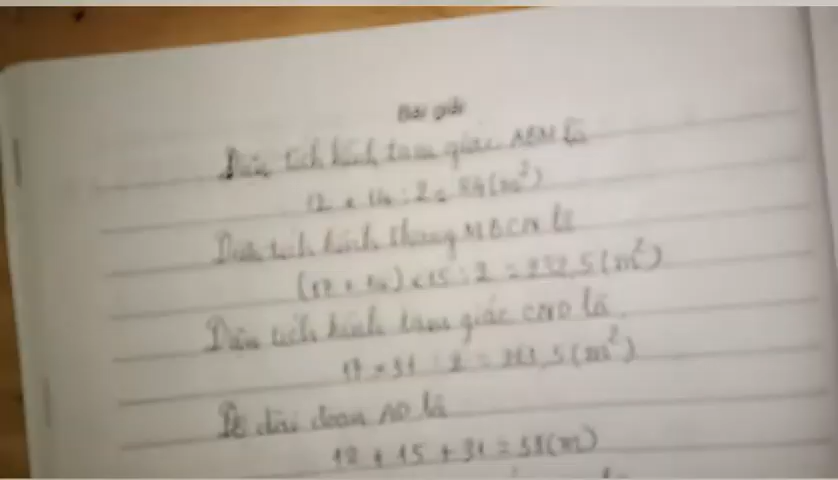 Bài giải
Diện tích hình tam giác ABM là
12 × 14 : 2 = 84 (m²)
Diện tích hình thang MBCN là
(17 + 14) × 15 : 2 = 232,5 (m²)
Diện tích hình tam giác CND là
17 × 31 : 2 = 263,5 (m²)
Độ dài đoạn AD là
12 + 15 + 31 = 58 (m)